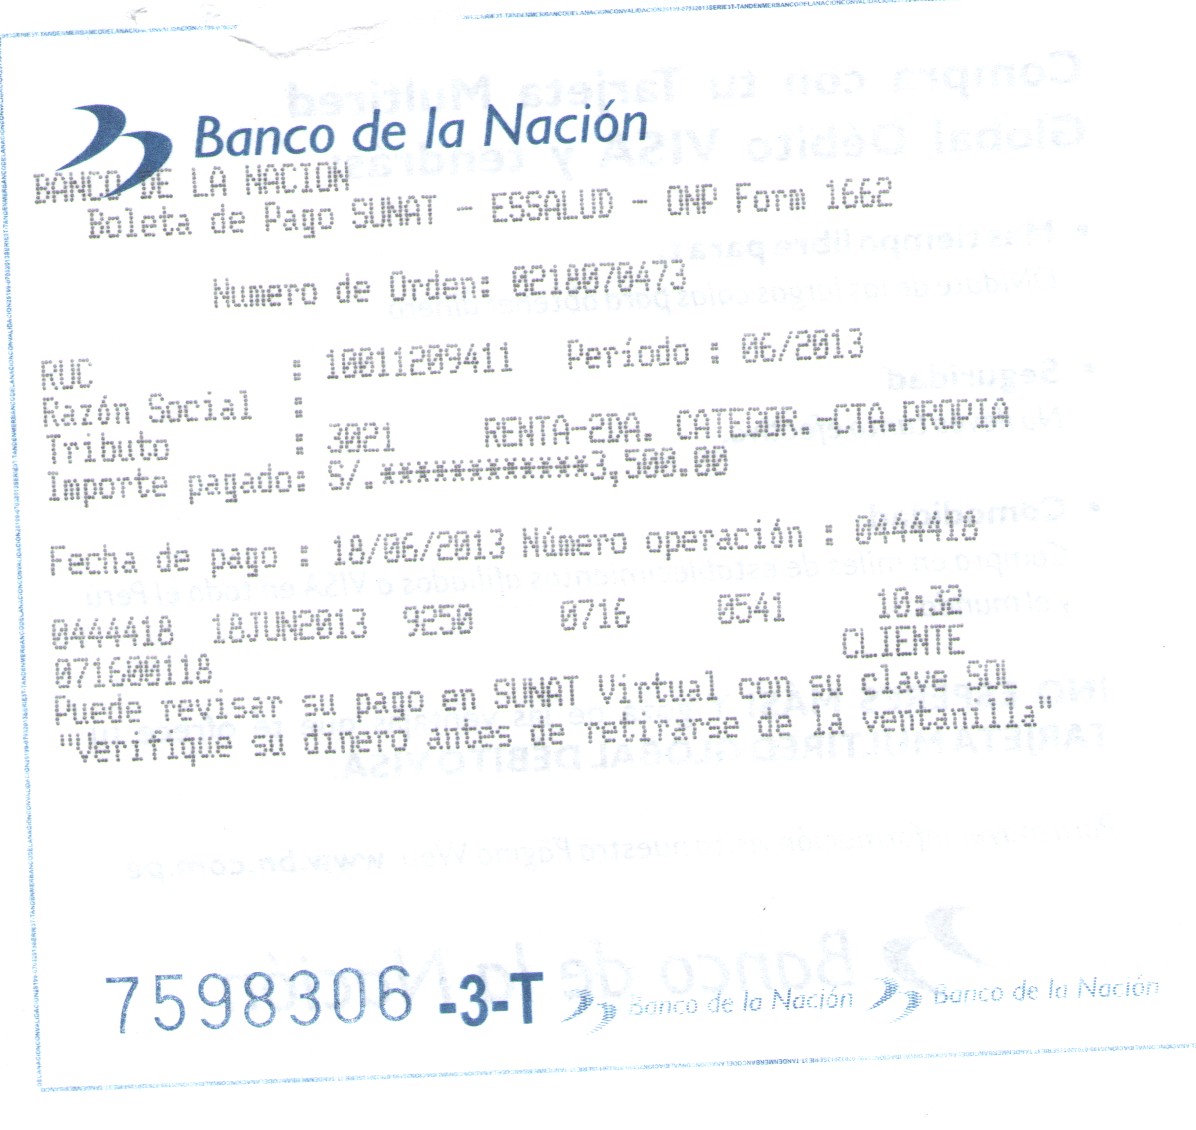 Banco de la Nación
BANCO DE LA NACION
Boleta de Pago SUNAT - ESSALUD - ONP Form 1662
Numero de Orden: 0218070473
RUC : 10011209411 Período : 06/2013
Razón Social :
Tributo : 3021 RENTA-2DA. CATEGOR.-CTA.PROPIA
Importe pagado: S/.************3,500.00
Fecha de pago : 18/06/2013 Número operación : 0444418
0444418 18JUN2013 9250 0716 0541 10:32
071600118 CLIENTE
Puede revisar su pago en SUNAT Virtual con su clave SOL
"Verifique su dinero antes de retirarse de la ventanilla"
7598306 -3-T Banco de la Nación Banco de la Nación